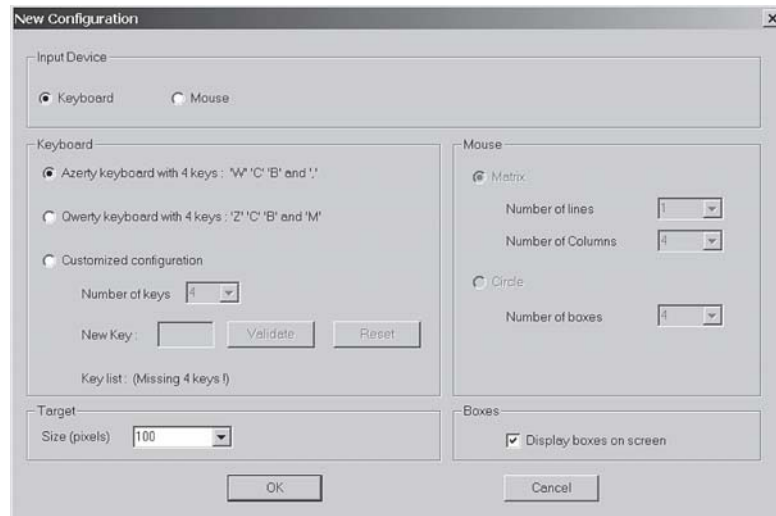 New Configuration
Input Device
Keyboard Mouse
Keyboard
Azerty keyboard with 4 keys : 'W' 'C' 'B' and '.'
Qwerty keyboard with 4 keys : 'Z' 'C' 'B' and 'M'
Customized configuration
Number of keys 4
New Key : Validate Reset
Key list : (Missing 4 keys !)
Mouse
Matrix
Number of lines 1
Number of Columns 4
Circle
Number of boxes 4
Target
Size (pixels) 100
Boxes
Display boxes on screen
OK Cancel